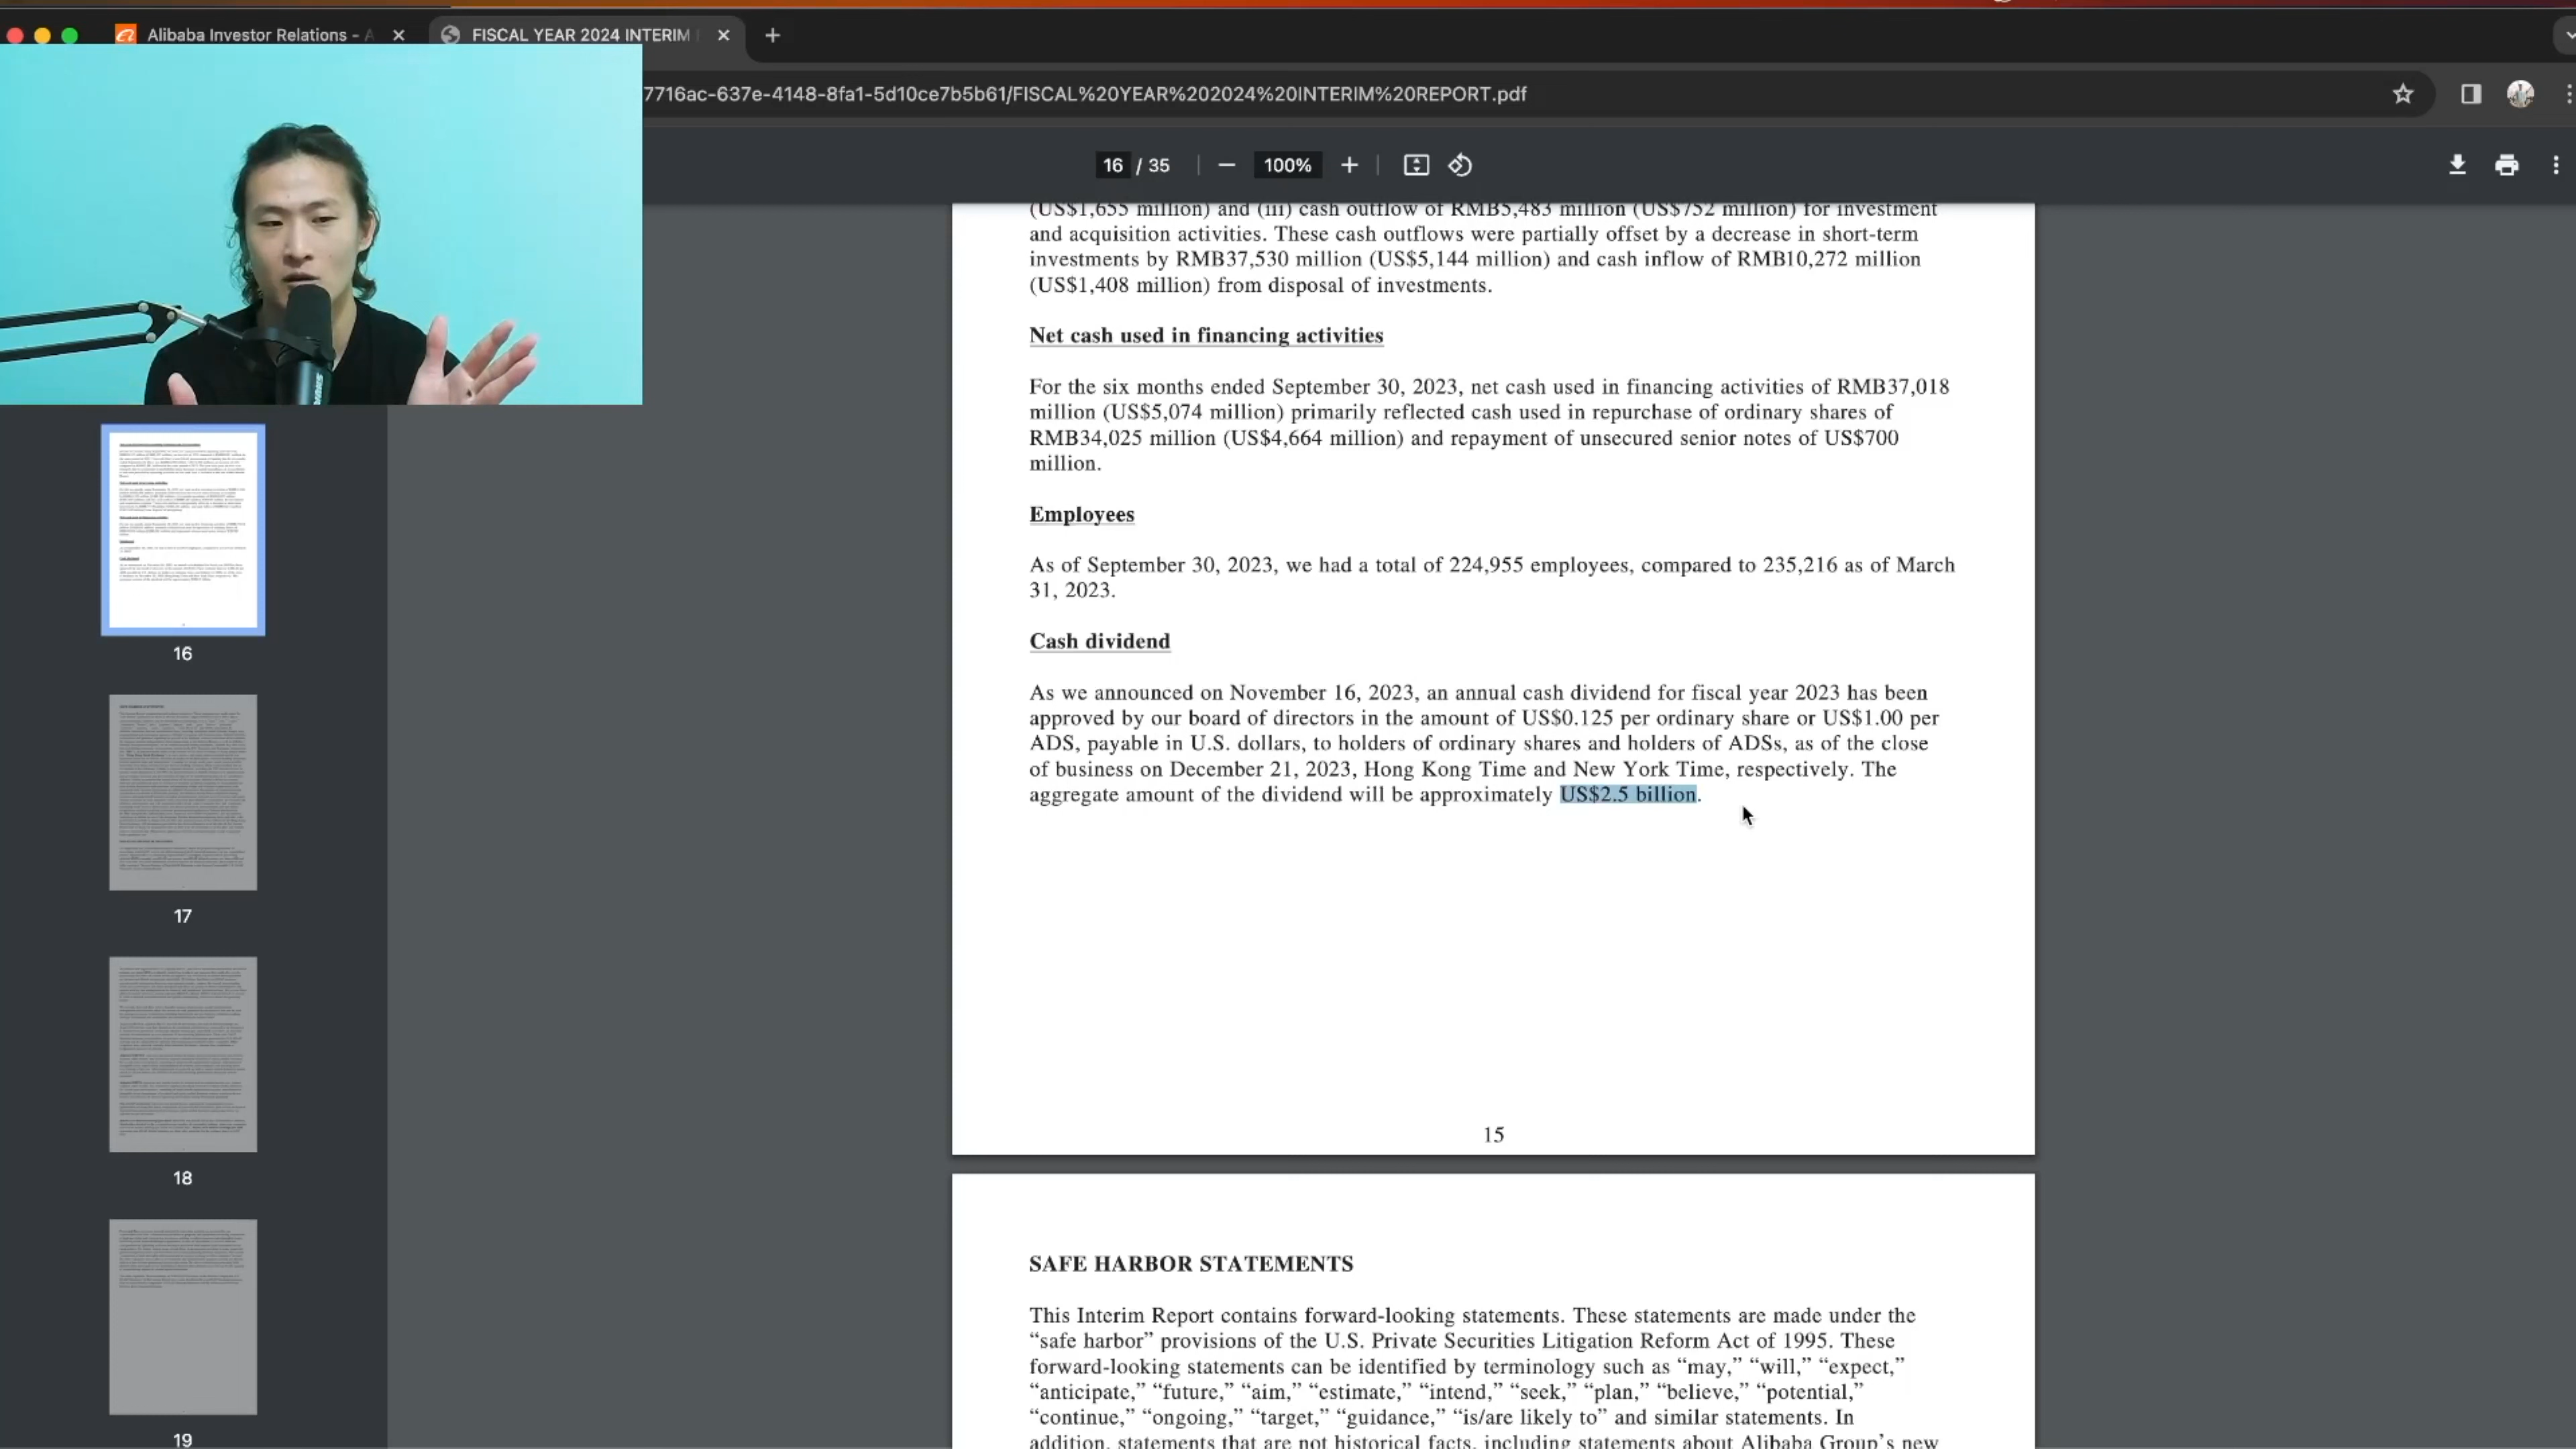 Alibaba Investor Relations - A
FISCAL YEAR 2024 INTERIM
7716ac-637e-4148-8fa1-5d10ce7b5b61/FISCAL%20YEAR%202024%20INTERIM%20REPORT.pdf
16 / 35
100%
(US$1,655 million) and (iii) cash outflow of RMB5,483 million (US$752 million) for investment
and acquisition activities. These cash outflows were partially offset by a decrease in short-term
investments by RMB37,530 million (US$5,144 million) and cash inflow of RMB10,272 million
(US$1,408 million) from disposal of investments.
Net cash used in financing activities
For the six months ended September 30, 2023, net cash used in financing activities of RMB37,018
million (US$5,074 million) primarily reflected cash used in repurchase of ordinary shares of
RMB34,025 million (US$4,664 million) and repayment of unsecured senior notes of US$700
million.
Employees
As of September 30, 2023, we had a total of 224,955 employees, compared to 235,216 as of March
31, 2023.
Cash dividend
As we announced on November 16, 2023, an annual cash dividend for fiscal year 2023 has been
approved by our board of directors in the amount of US$0.125 per ordinary share or US$1.00 per
ADS, payable in U.S. dollars, to holders of ordinary shares and holders of ADSs, as of the close
of business on December 21, 2023, Hong Kong Time and New York Time, respectively. The
aggregate amount of the dividend will be approximately US$2.5 billion.
15
SAFE HARBOR STATEMENTS
This Interim Report contains forward-looking statements. These statements are made under the
“safe harbor” provisions of the U.S. Private Securities Litigation Reform Act of 1995. These
forward-looking statements can be identified by terminology such as “may,” “will,” “expect,”
“anticipate,” “future,” “aim,” “estimate,” “intend,” “seek,” “plan,” “believe,” “potential,”
“continue,” “ongoing,” “target,” “guidance,” “is/are likely to” and similar statements. In
addition, statements that are not historical facts, including statements about Alibaba Group’s new
16
17
18
19
SHURE